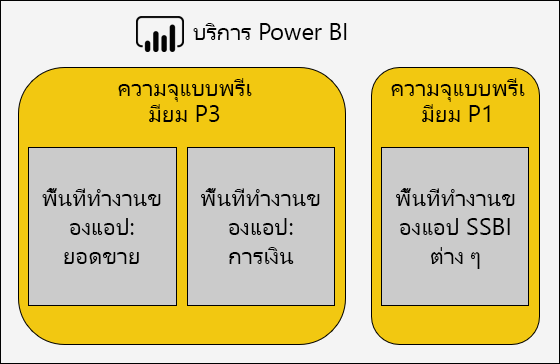 บริการ Power BI
ความจุแบบพรีเ
มียม P3
ความจุแบบพรีเ
มียม P1
พื้นที่ทำงานข
องแอป:
ยอดขาย
พื้นที่ทำงานข
องแอป:
การเงิน
พื้นที่ทำงานข
องแอป SSBI
ต่าง ๆ